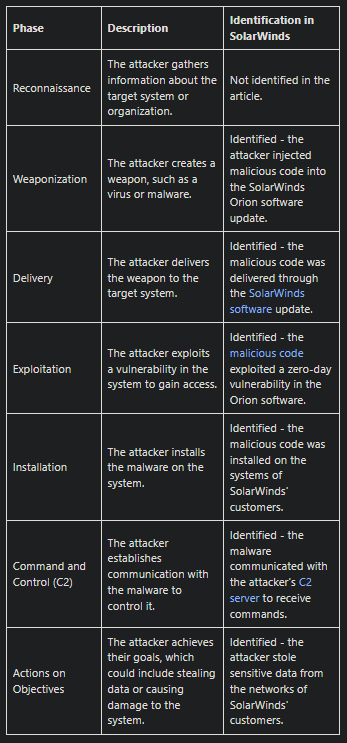 Phase
Description
Identification in
SolarWinds
Reconnaissance
The attacker gathers
information about the
target system or
organization.
Not identified in the
article.
Weaponization
The attacker creates a
weapon, such as a
virus or malware.
Identified - the
attacker injected
malicious code into
the SolarWinds
Orion software
update.
Delivery
The attacker delivers
the weapon to the
target system.
Identified - the
malicious code was
delivered through
the SolarWinds
software update.
Exploitation
The attacker exploits
a vulnerability in the
system to gain access.
Identified - the
malicious code
exploited a zero-day
vulnerability in the
Orion software.
Installation
The attacker installs
the malware on the
system.
Identified - the
malicious code was
installed on the
systems of
SolarWinds'
customers.
Command and
Control (C2)
The attacker
establishes
communication with
the malware to
control it.
Identified - the
malware
communicated with
the attacker's C2
server to receive
commands.
Actions on
Objectives
The attacker achieves
their goals, which
could include stealing
data or causing
damage to the
system.
Identified - the
attacker stole
sensitive data from
the networks of
SolarWinds'
customers.